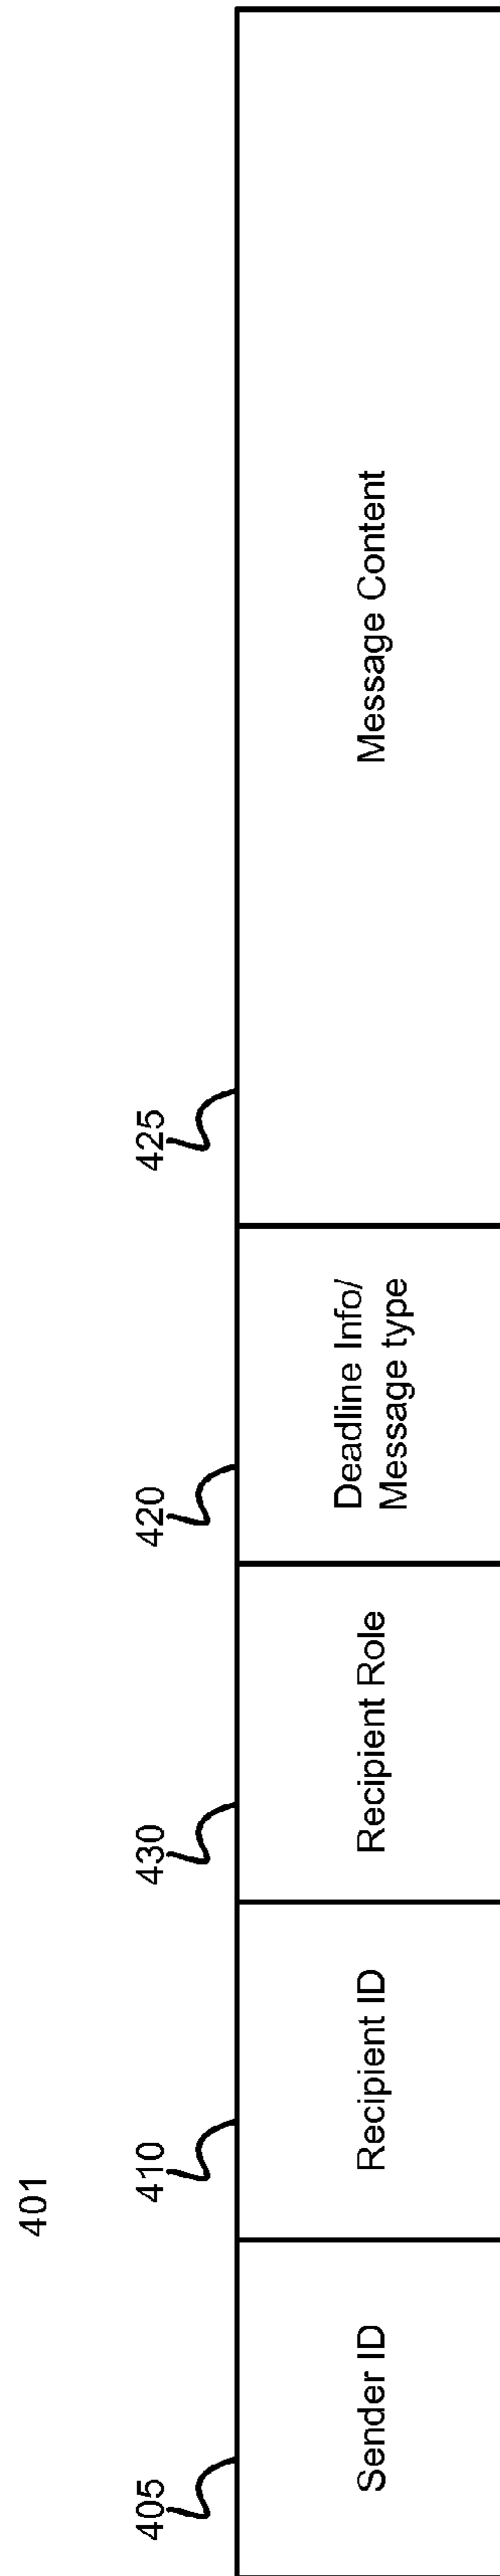 401
405
410
430
420
425
Sender ID
Recipient ID
Recipient Role
Deadline Info/
Message type
Message Content